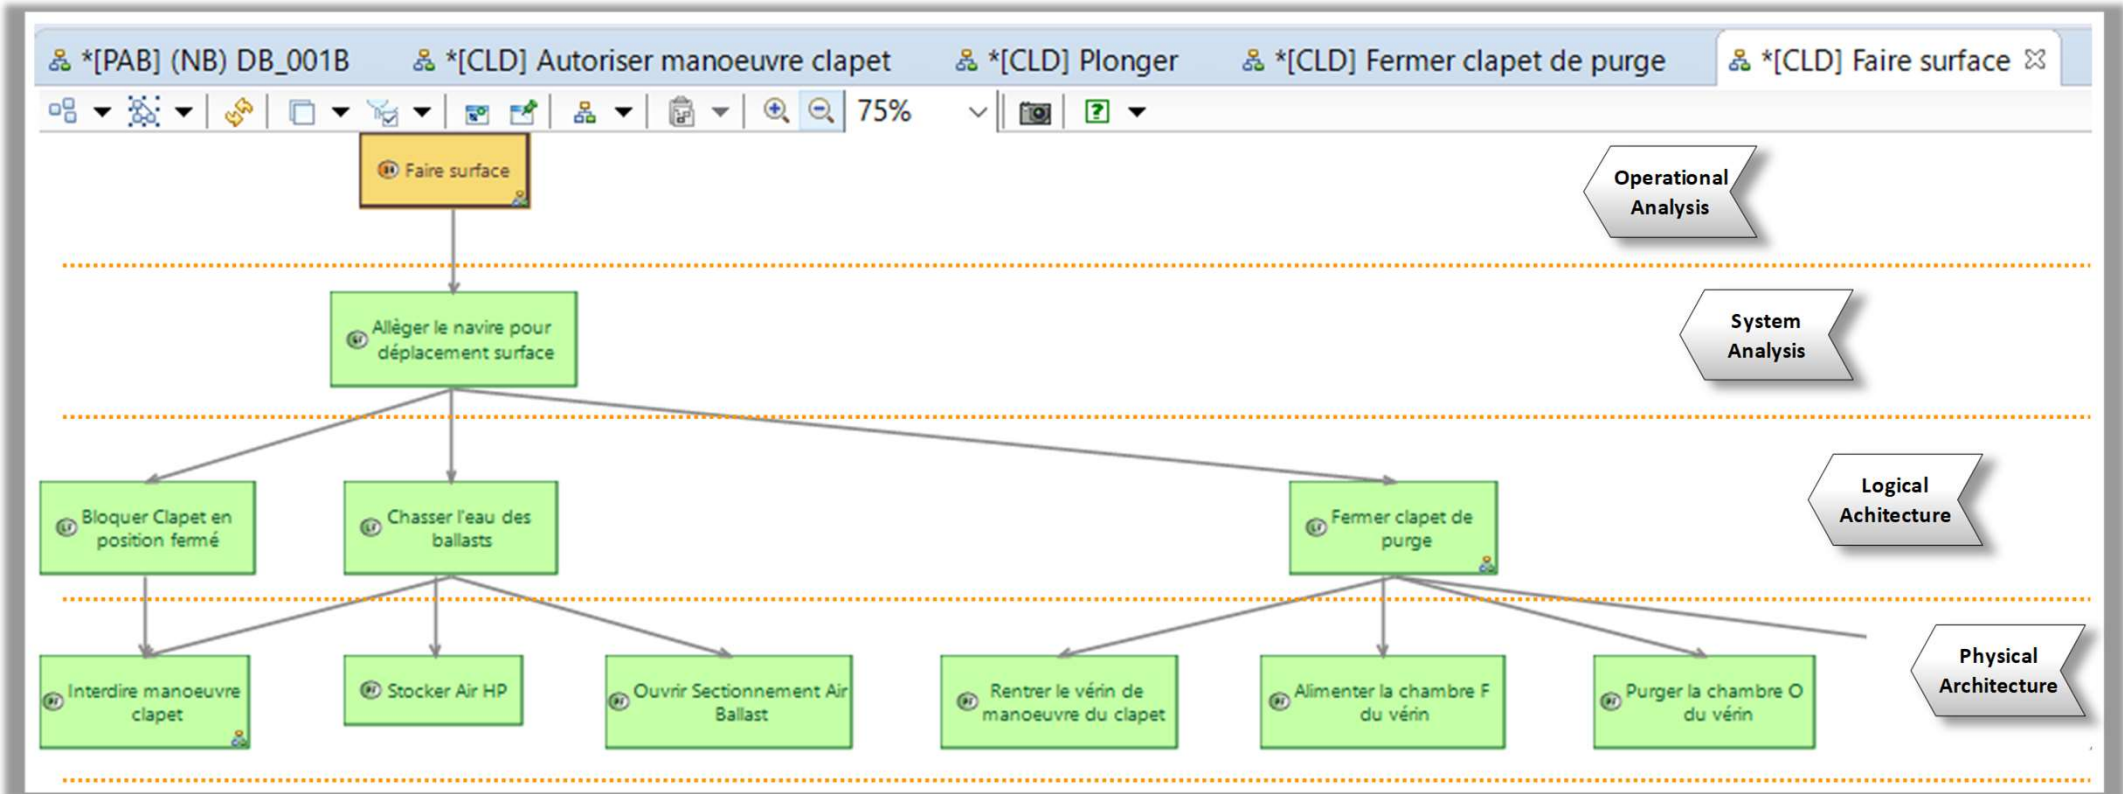 *[PAB] (NB) DB_001B
*[CLD] Autoriser manoeuvre clapet
*[CLD] Plonger
*[CLD] Fermer clapet de purge
*[CLD] Faire surface
75%
Faire surface
Operational
Analysis
Allèger le navire pour
déplacement surface
System
Analysis
Bloquer Clapet en
position fermé
Chasser l'eau des
ballasts
Fermer clapet de
purge
Logical
Achitecture
Interdire manoeuvre
clapet
Stocker Air HP
Ouvrir Sectionnement Air
Ballast
Rentrer le vérin de
manoeuvre du clapet
Alimenter la chambre F
du vérin
Purger la chambre O
du vérin
Physical
Architecture